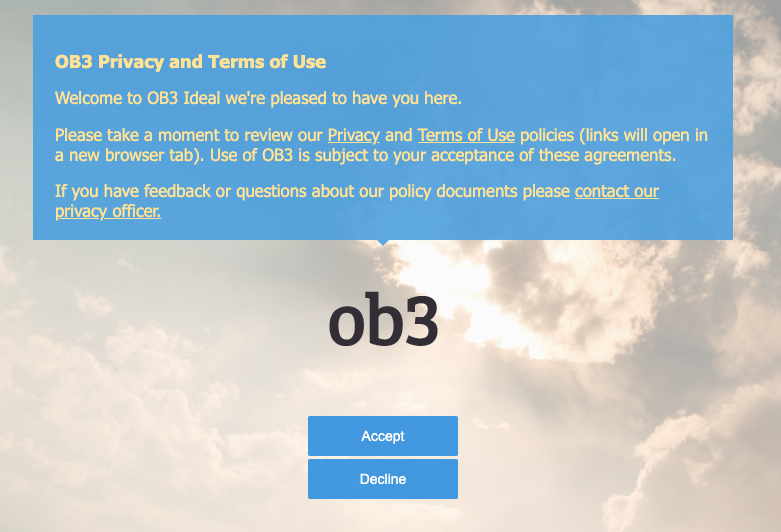 OB3 Privacy and Terms of Use
Welcome to OB3 Ideal we're pleased to have you here.
Please take a moment to review our Privacy and Terms of Use policies (links will open in
a new browser tab). Use of OB3 is subject to your acceptance of these agreements.
If you have feedback or questions about our policy documents please contact our
privacy officer.
ob3
Accept
Decline